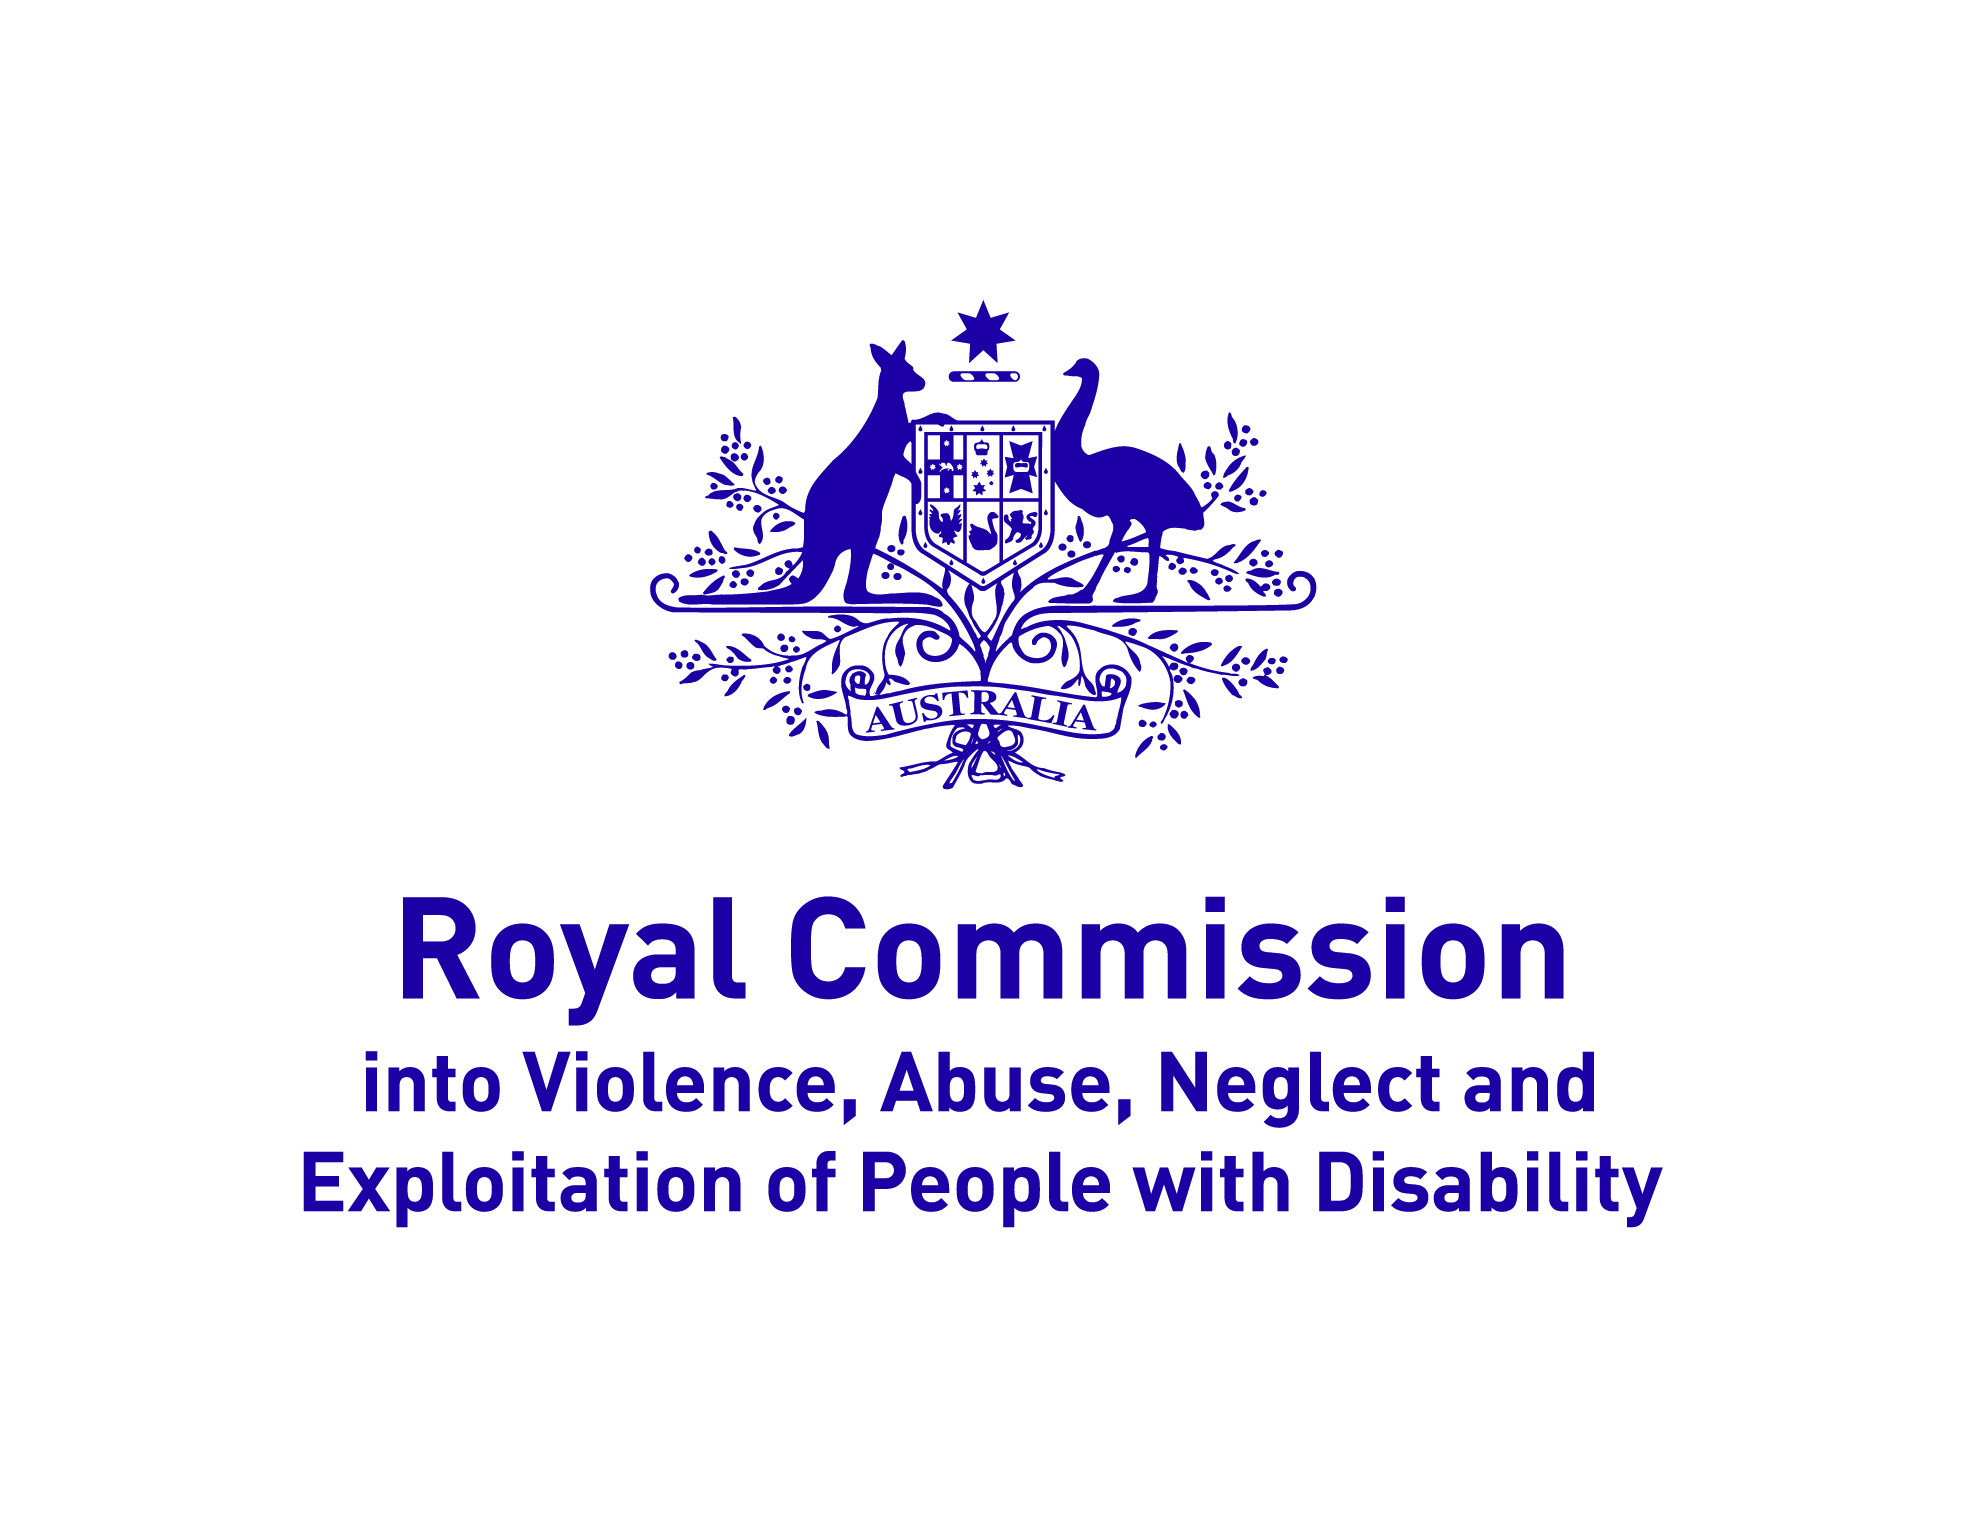 AUSTRALIA
Royal Commission
into Violence, Abuse, Neglect and
Exploitation of People with Disability